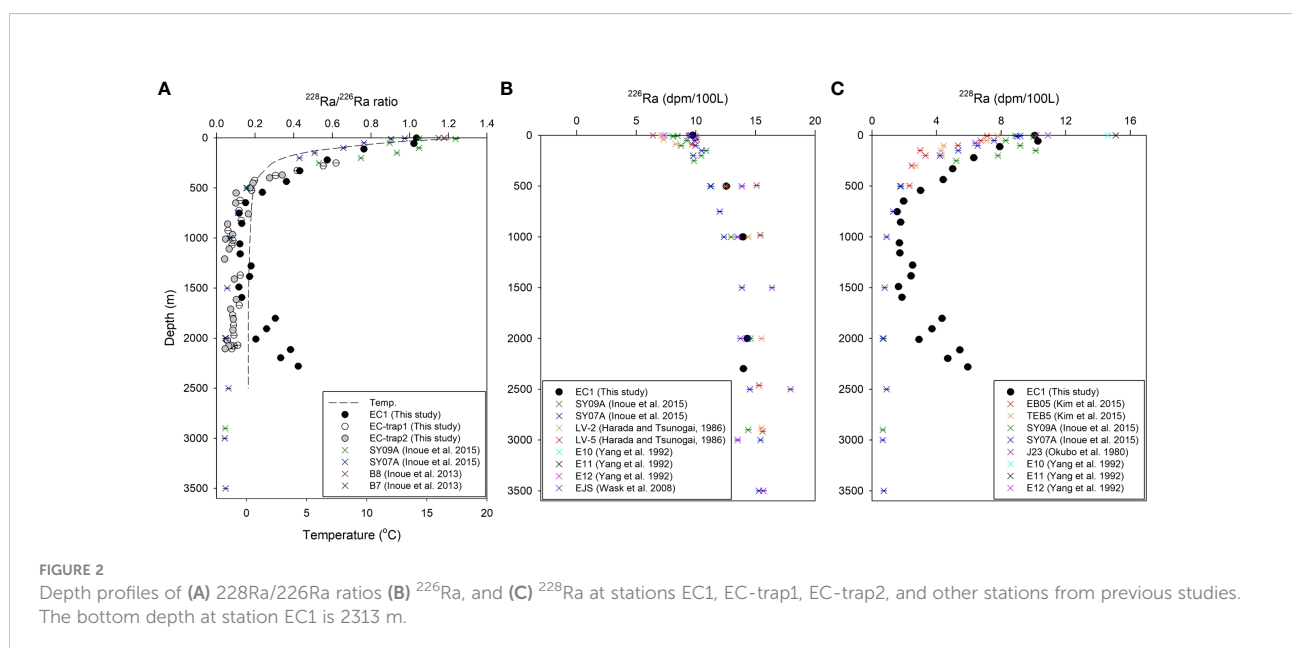 A
228Ra/226Ra ratio
0.0 0.2 0.4 0.6 0.8 1.0 1.2 1.4
0
500
1000
1500
2000
2500
3000
3500
Depth (m)
0 5 10 15 20
Temperature (oC)
Temp.
EC1 (This study)
EC-trap1 (This study)
EC-trap2 (This study)
SY09A (Inoue et al. 2015)
SY07A (Inoue et al. 2015)
B8 (Inoue et al. 2013)
B7 (Inoue et al. 2013)
B
226Ra (dpm/100L)
0 5 10 15 20
0
500
1000
1500
2000
2500
3000
3500
EC1 (This study)
SY09A (Inoue et al. 2015)
SY07A (Inoue et al. 2015)
LV-2 (Harada and Tsunogai, 1986)
LV-5 (Harada and Tsunogai, 1986)
E10 (Yang et al. 1992)
E11 (Yang et al. 1992)
E12 (Yang et al. 1992)
EJS (Wask et al. 2008)
C
228Ra (dpm/100L)
0 4 8 12 16
0
500
1000
1500
2000
2500
3000
3500
EC1 (This study)
EB05 (Kim et al. 2015)
TEB5 (Kim et al. 2015)
SY09A (Inoue et al. 2015)
SY07A (Inoue et al. 2015)
J23 (Okubo et al. 1980)
E10 (Yang et al. 1992)
E11 (Yang et al. 1992)
E12 (Yang et al. 1992)
FIGURE 2
Depth profiles of (A) 228Ra/226Ra ratios (B) 226Ra, and (C) 228Ra at stations EC1, EC-trap1, EC-trap2, and other stations from previous studies.
The bottom depth at station EC1 is 2313 m.